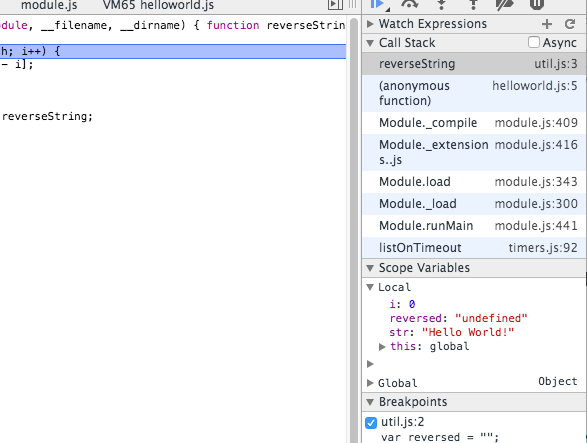 module.js VM65 helloworld.js
odule, __filename, __dirname) { function reverseStrin
h; i++) {
- i];
reverseString;
Watch Expressions
Call Stack Async
reverseString util.js:3
(anonymous helloworld.js:5
function)
Module._compile module.js:409
Module._extension module.js:416
s..js
Module.load module.js:343
Module._load module.js:300
Module.runMain module.js:441
listOnTimeout timers.js:92
Scope Variables
Local
i: 0
reversed: "undefined"
str: "Hello World!"
this: global
Global Object
Breakpoints
util.js:2
var reversed = "";